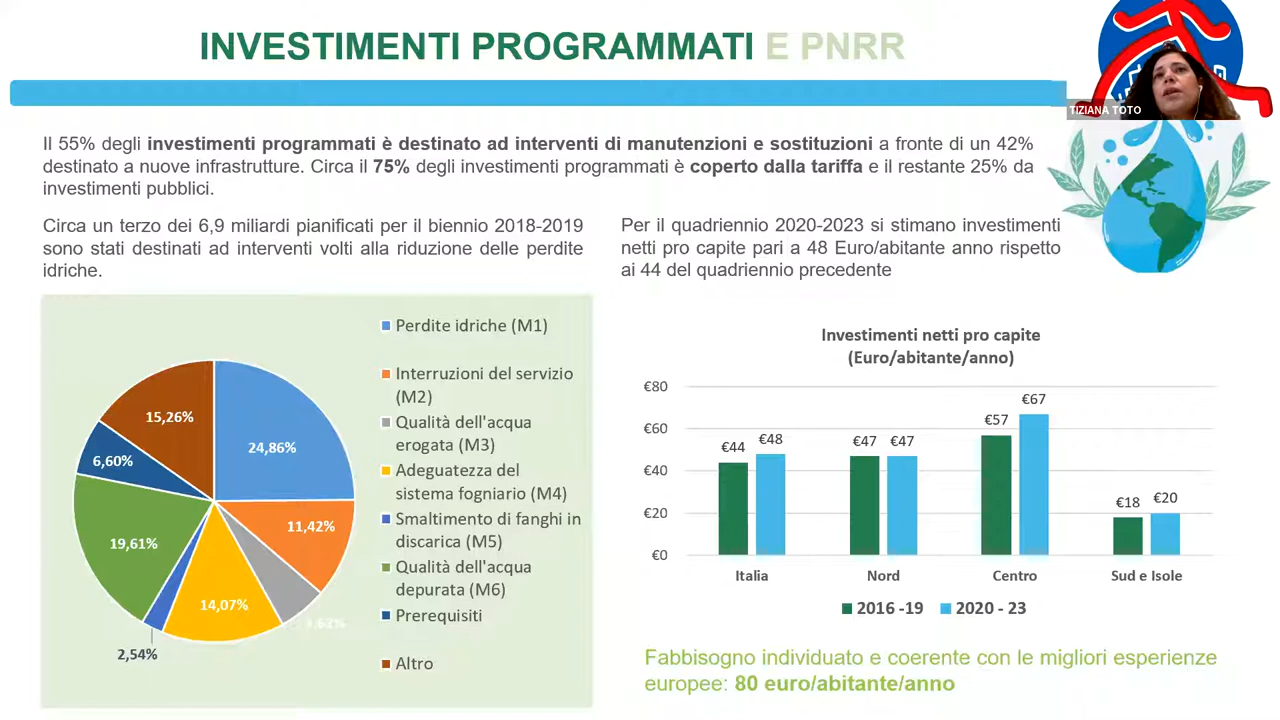 INVESTIMENTI PROGRAMMATI E PNRR
TIZIANA TOTO
Il 55% degli investimenti programmati è destinato ad interventi di manutenzioni e sostituzioni a fronte di un 42%
destinato a nuove infrastrutture. Circa il 75% degli investimenti programmati è coperto dalla tariffa e il restante 25% da
investimenti pubblici.
Circa un terzo dei 6,9 miliardi pianificati per il biennio 2018-2019
sono stati destinati ad interventi volti alla riduzione delle perdite
idriche.
Per il quadriennio 2020-2023 si stimano investimenti
netti pro capite pari a 48 Euro/abitante anno rispetto
ai 44 del quadriennio precedente
24,86%
11,42%
14,07%
2,54%
19,61%
6,60%
15,26%
Perdite idriche (M1)
Interruzioni del servizio
(M2)
Qualità dell'acqua
erogata (M3)
Adeguatezza del
sistema fogniario (M4)
Smaltimento di fanghi in
discarica (M5)
Qualità dell'acqua
depurata (M6)
Prerequisiti
Altro
Investimenti netti pro capite
(Euro/abitante/anno)
€80
€60
€40
€20
€0
€44
€48
€47
€47
€57
€67
€18
€20
Italia
Nord
Centro
Sud e Isole
2016 -19
2020 - 23
Fabbisogno individuato e coerente con le migliori esperienze
europee: 80 euro/abitante/anno